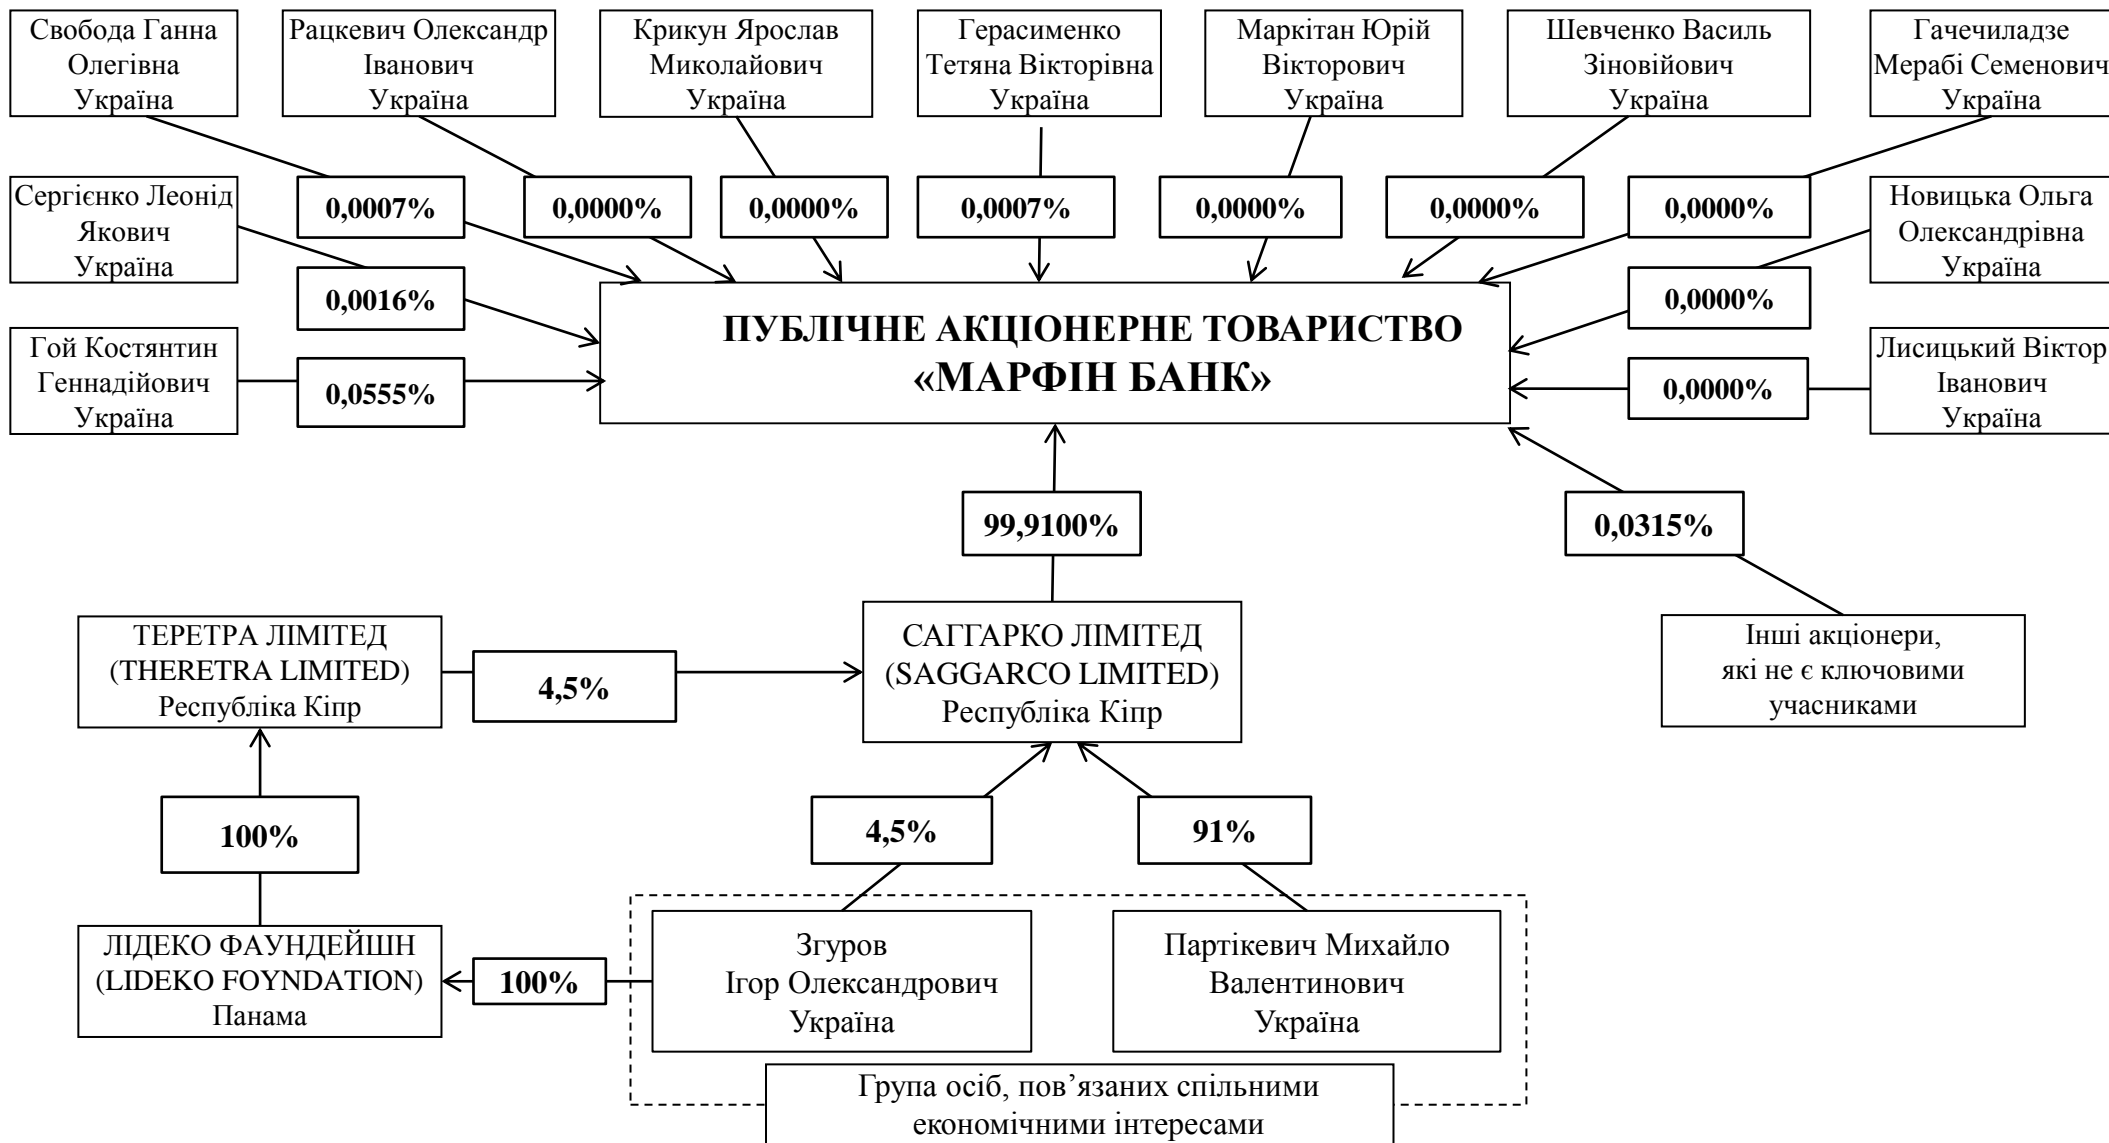 Свобода Ганна
Олегівна
Україна
Рацкевич Олександр
Іванович
Україна
Крикун Ярослав
Миколайович
Україна
Герасименко
Тетяна Вікторівна
Україна
Маркітан Юрій
Вікторович
Україна
Шевченко Василь
Зіновійович
Україна
Гачечиладзе
Мерабі Семенович
Україна
Сергієнко Леонід
Якович
Україна
0,0007%
0,0000%
0,0000%
0,0007%
0,0000%
0,0000%
0,0000%
Новицька Ольга
Олександрівна
Україна
0,0016%
0,0000%
Гой Костянтин
Геннадійович
Україна
0,0555%
ПУБЛІЧНЕ АКЦІОНЕРНЕ ТОВАРИСТВО
«МАРФІН БАНК»
0,0000%
Лисицький Віктор
Іванович
Україна
99,9100%
0,0315%
ТЕРЕТРА ЛІМІТЕД
(THERETRA LIMITED)
Республіка Кіпр
4,5%
САГГАРКО ЛІМІТЕД
(SAGGARCO LIMITED)
Республіка Кіпр
Інші акціонери,
які не є ключовими
учасниками
100%
4,5%
91%
ЛІДЕКО ФАУНДЕЙШН
(LIDEKO FOYNDATION)
Панама
100%
Згуров
Ігор Олександрович
Україна
Партікевич Михайло
Валентинович
Україна
Група осіб, пов’язаних спільними
економічними інтересами